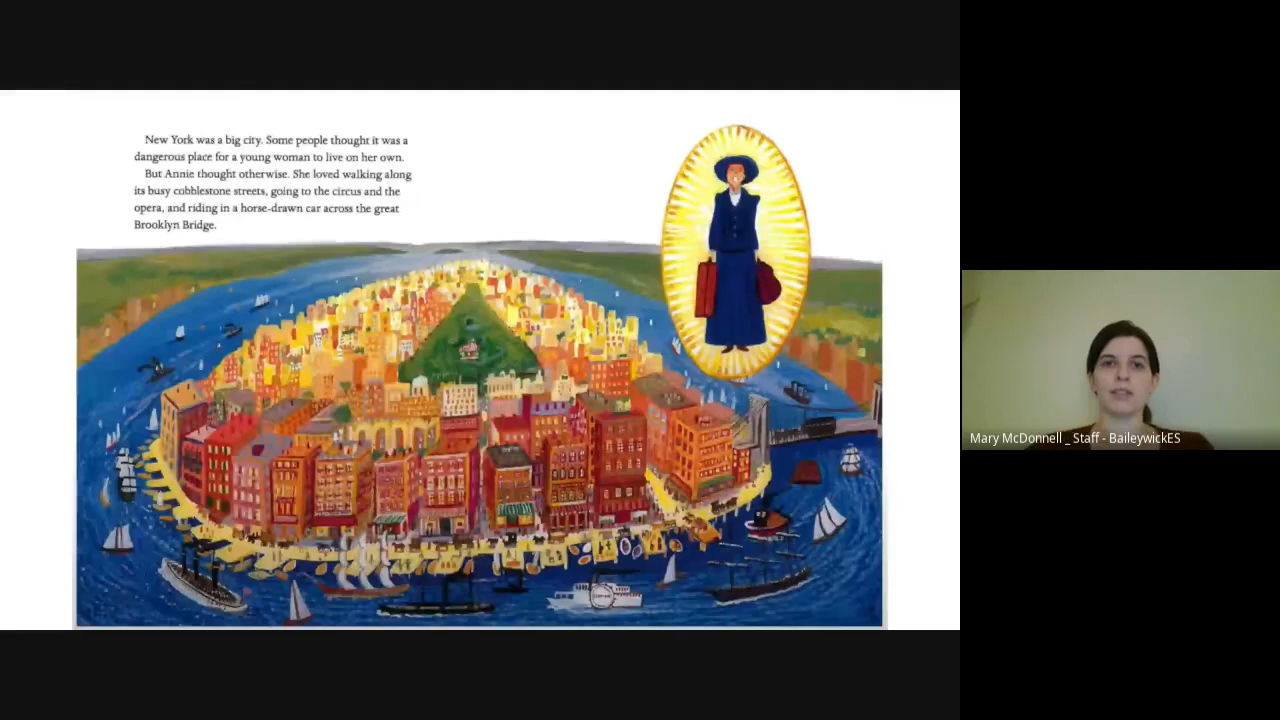 New York was a big city. Some people thought it was a
dangerous place for a young woman to live on her own.
But Annie thought otherwise. She loved walking along
its busy cobblestone streets, going to the circus and the
opera, and riding in a horse-drawn car across the great
Brooklyn Bridge.
Mary McDonnell _ Staff - BaileywickES